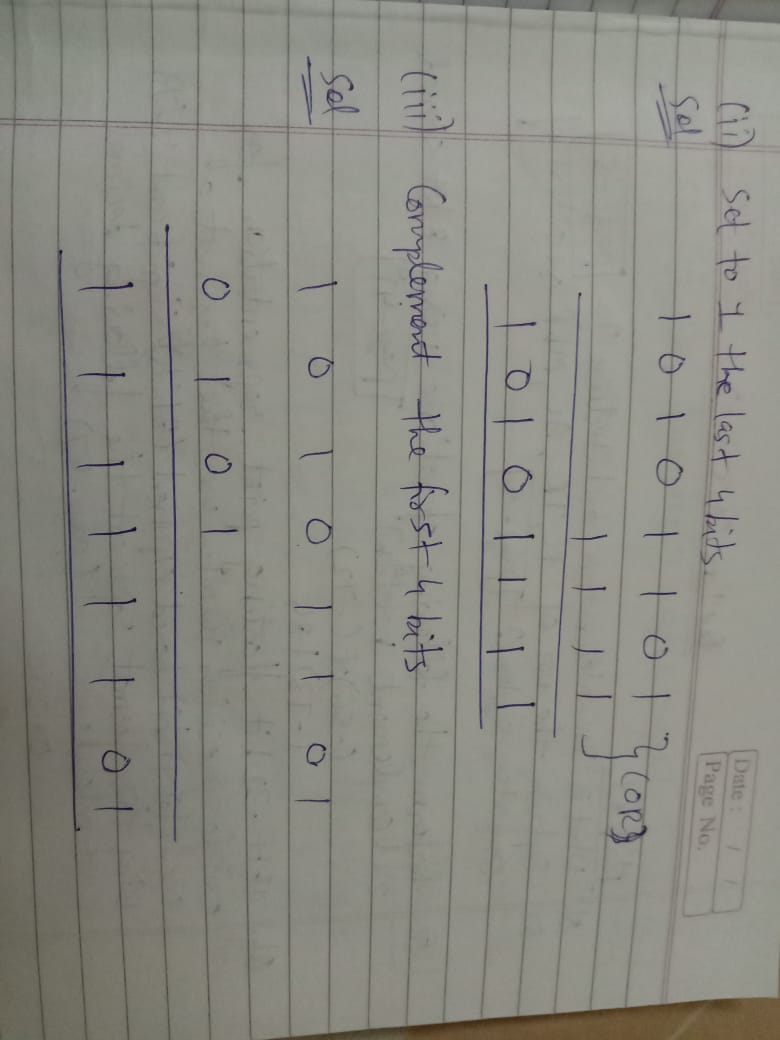 Date : / /
Page No.
(ii) Set to 1 the last 4 bits.
Sol
1 0 1 0 1 1 0 1 } (OR)
1 1 1 1
1 0 1 0 1 1 1 1
(iii) Complement the first 4 bits
Sol
1 0 1 0 1 1 0 1
0 1 0 1
1 1 1 1 1 1 0 1